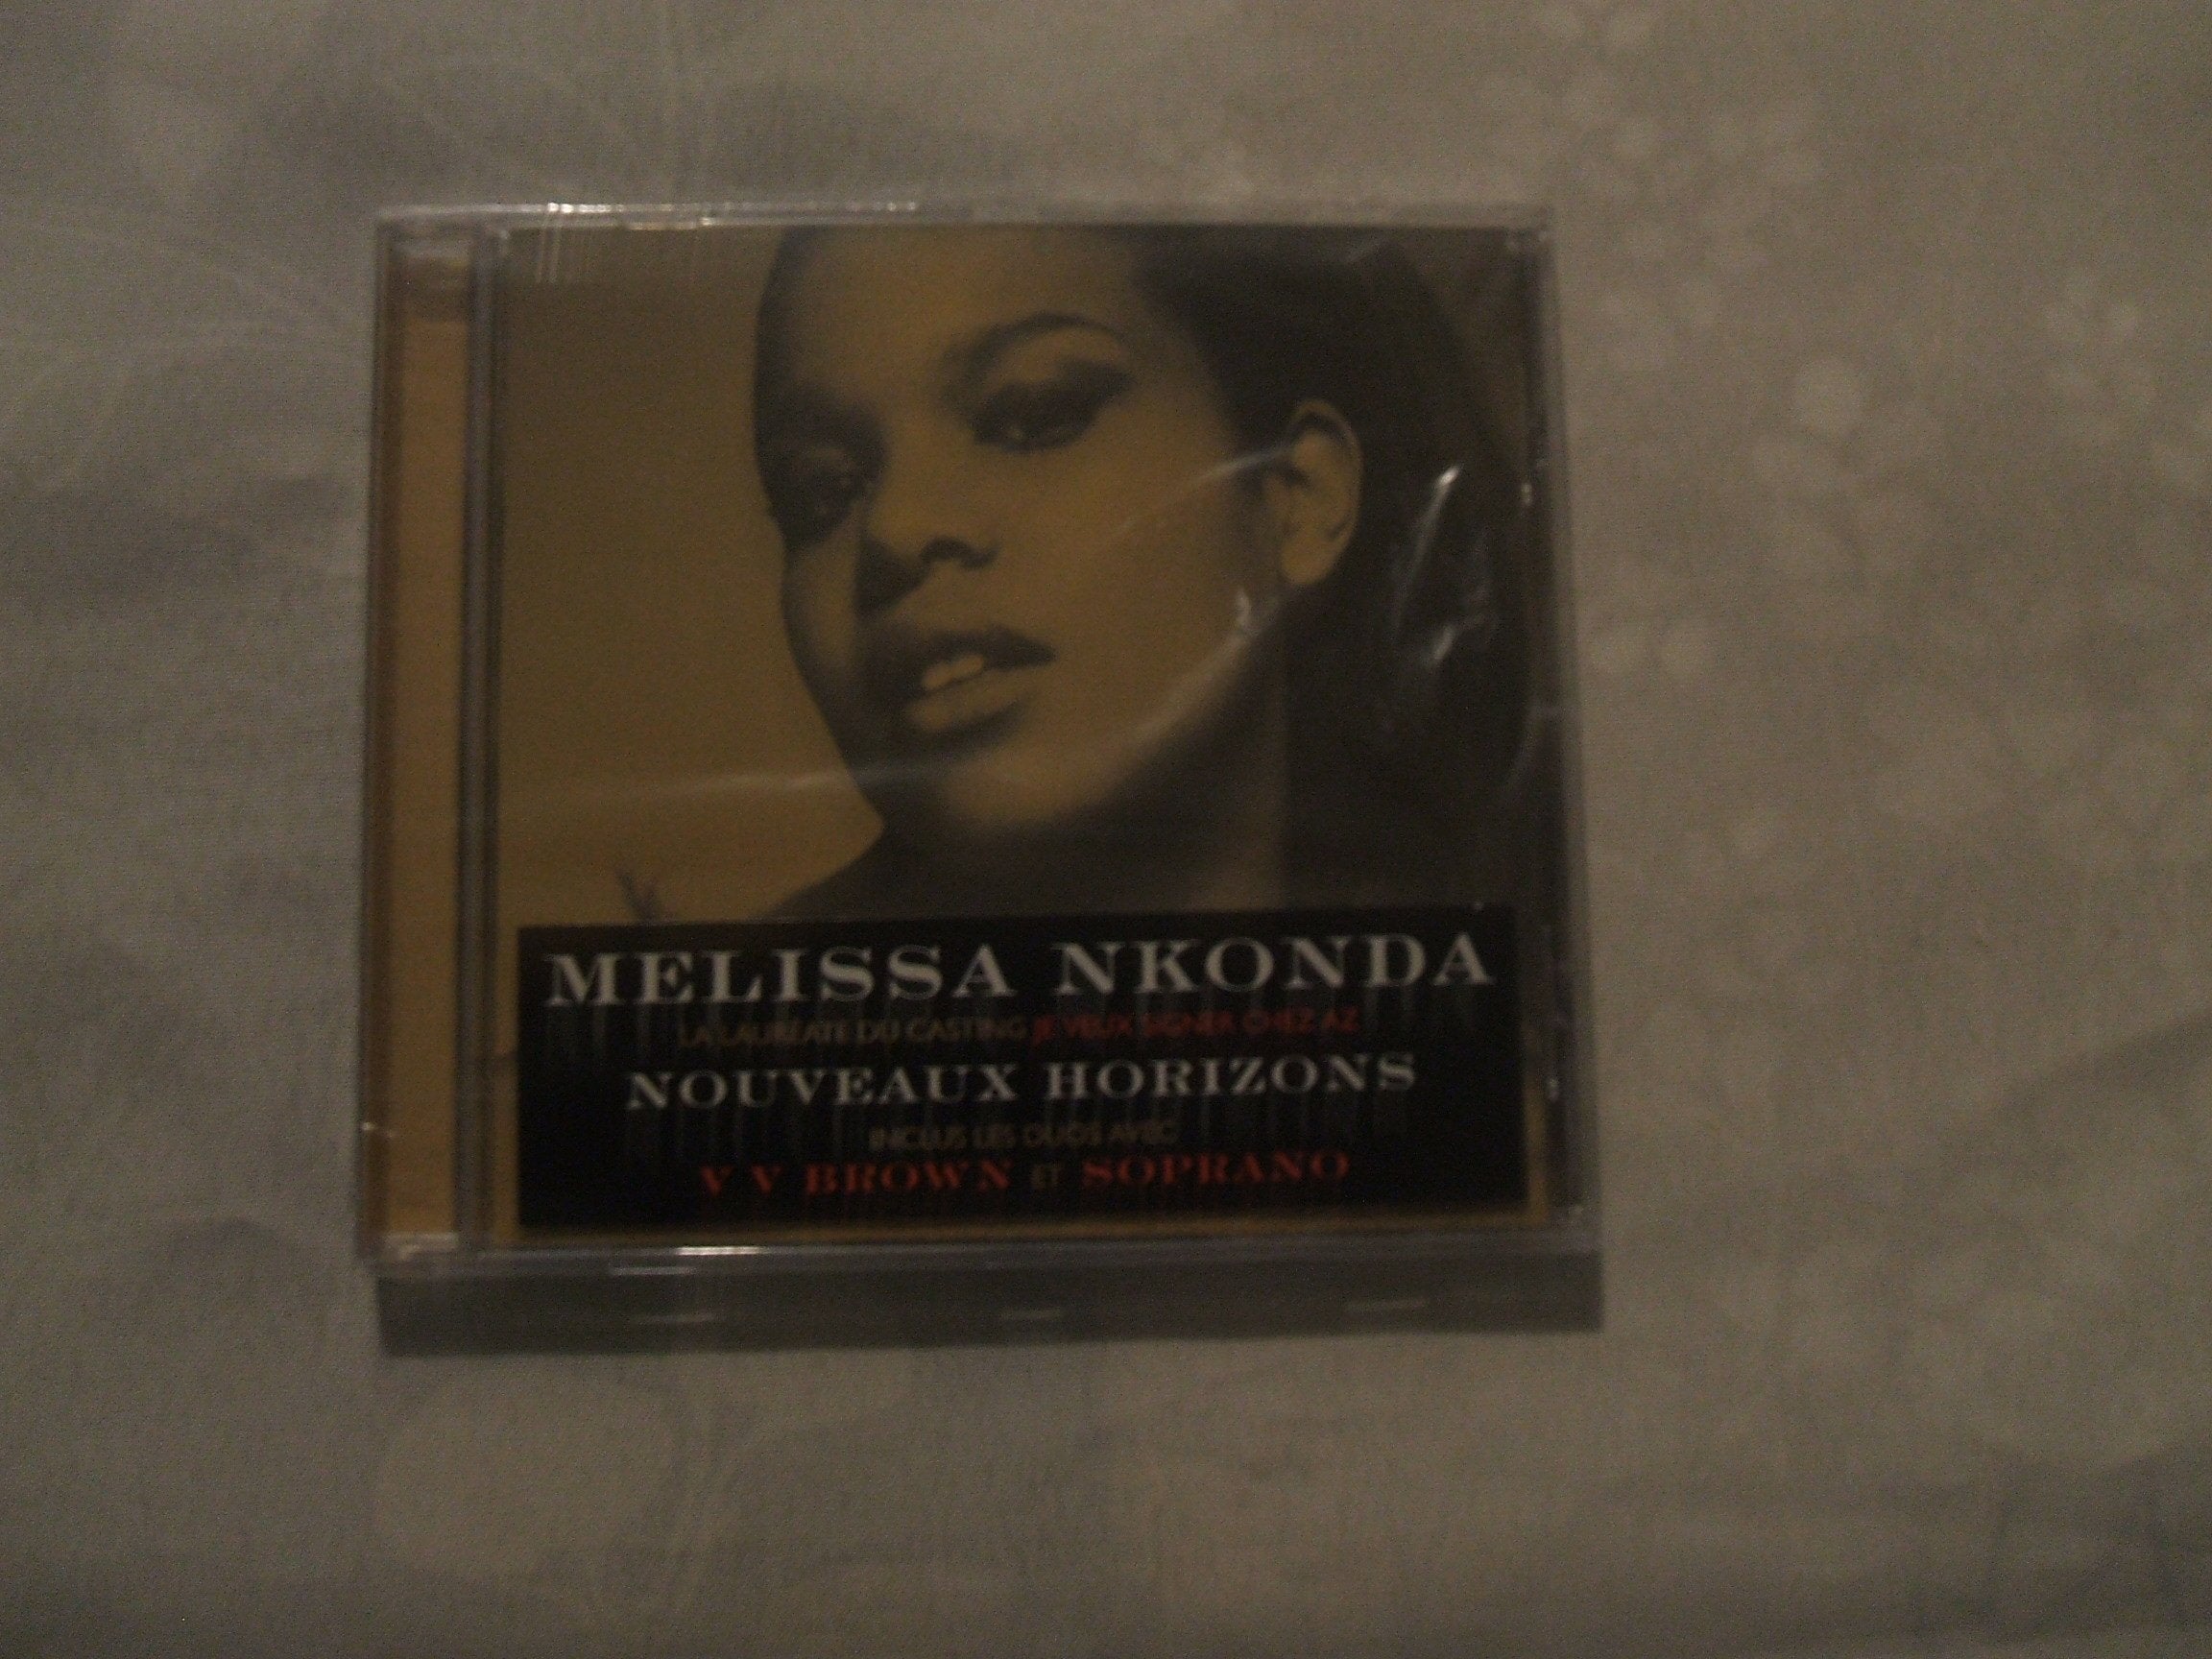 MELISSA NKONDA
LA LAUREATE DU CASTING JE VEUX SIGNER CHEZ AZ
NOUVEAUX HORIZONS
INCLUS LES DUOS AVEC
V V BROWN ET SOPRANO